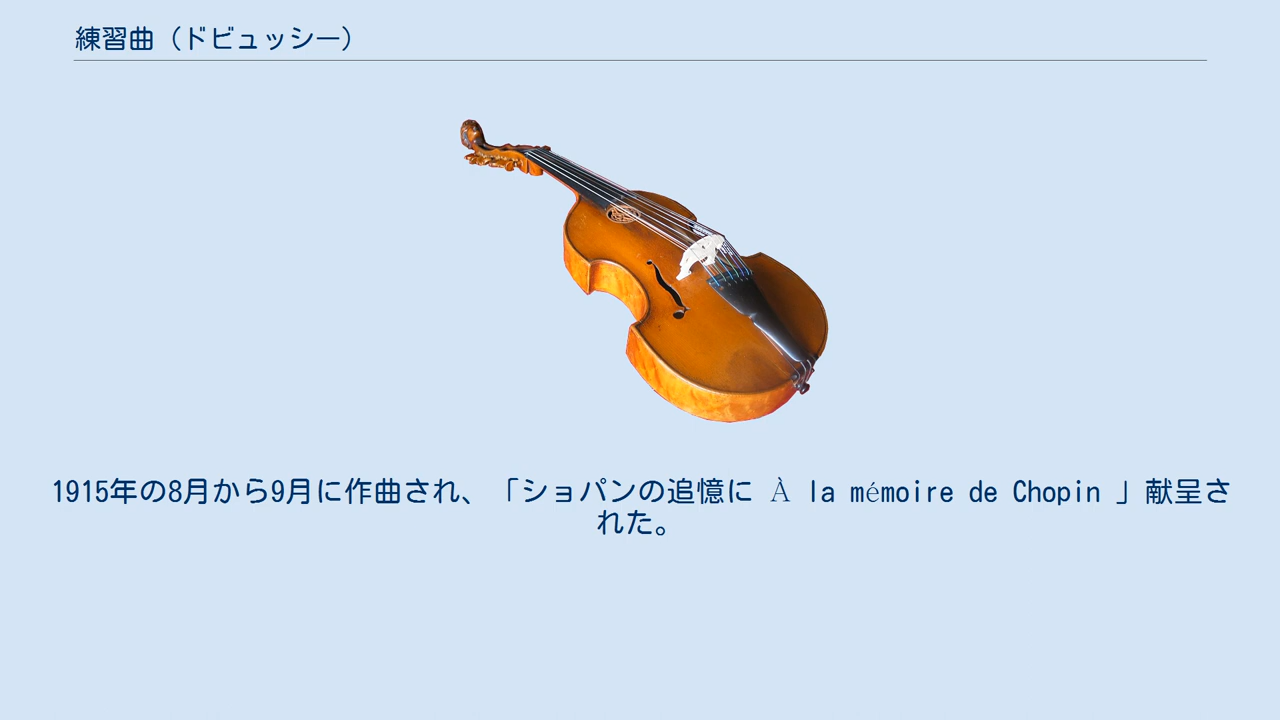 練習曲（ドビュッシー）
1915年の8月から9月に作曲され、「ショパンの追憶に À la mémoire de Chopin 」献呈さ
れた。